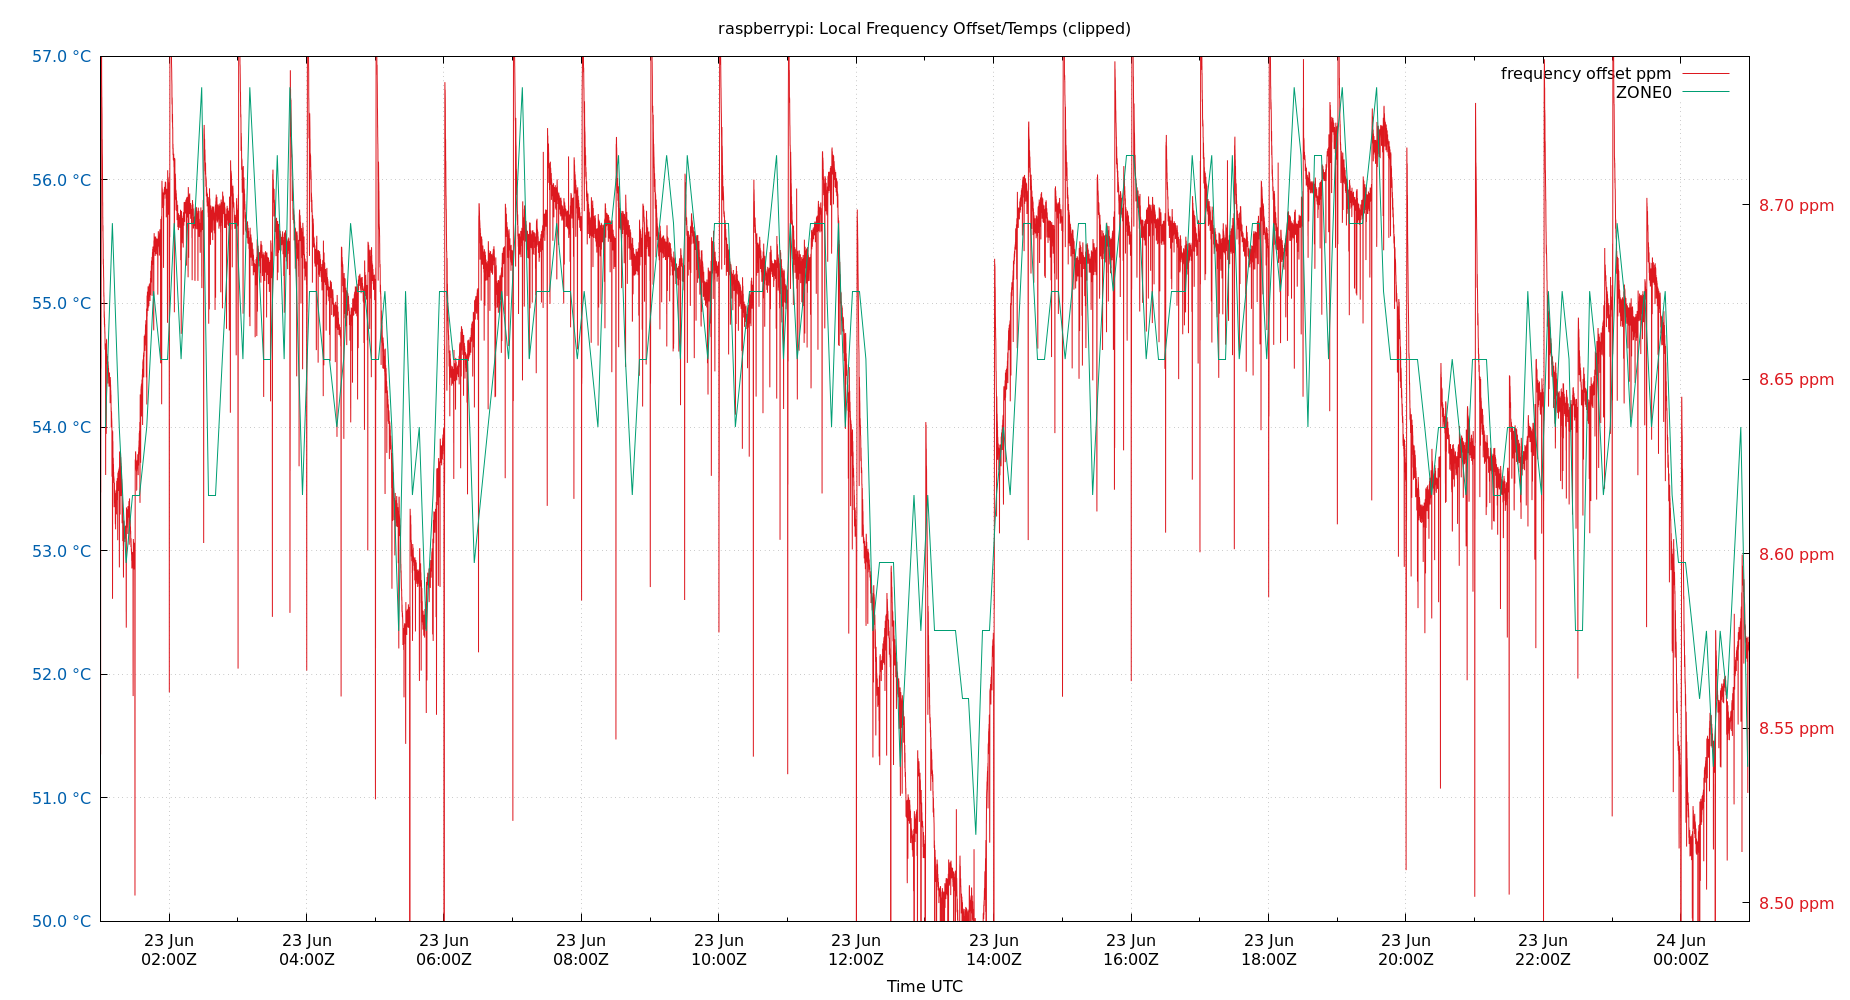 raspberrypi: Local Frequency Offset/Temps (clipped)
frequency offset ppm
ZONE0
57.0 °C
56.0 °C
55.0 °C
54.0 °C
53.0 °C
52.0 °C
51.0 °C
50.0 °C
8.70 ppm
8.65 ppm
8.60 ppm
8.55 ppm
8.50 ppm
23 Jun 23 Jun 23 Jun 23 Jun 23 Jun 23 Jun 23 Jun 23 Jun 23 Jun 23 Jun 23 Jun 24 Jun
02:00Z 04:00Z 06:00Z 08:00Z 10:00Z 12:00Z 14:00Z 16:00Z 18:00Z 20:00Z 22:00Z 00:00Z
Time UTC